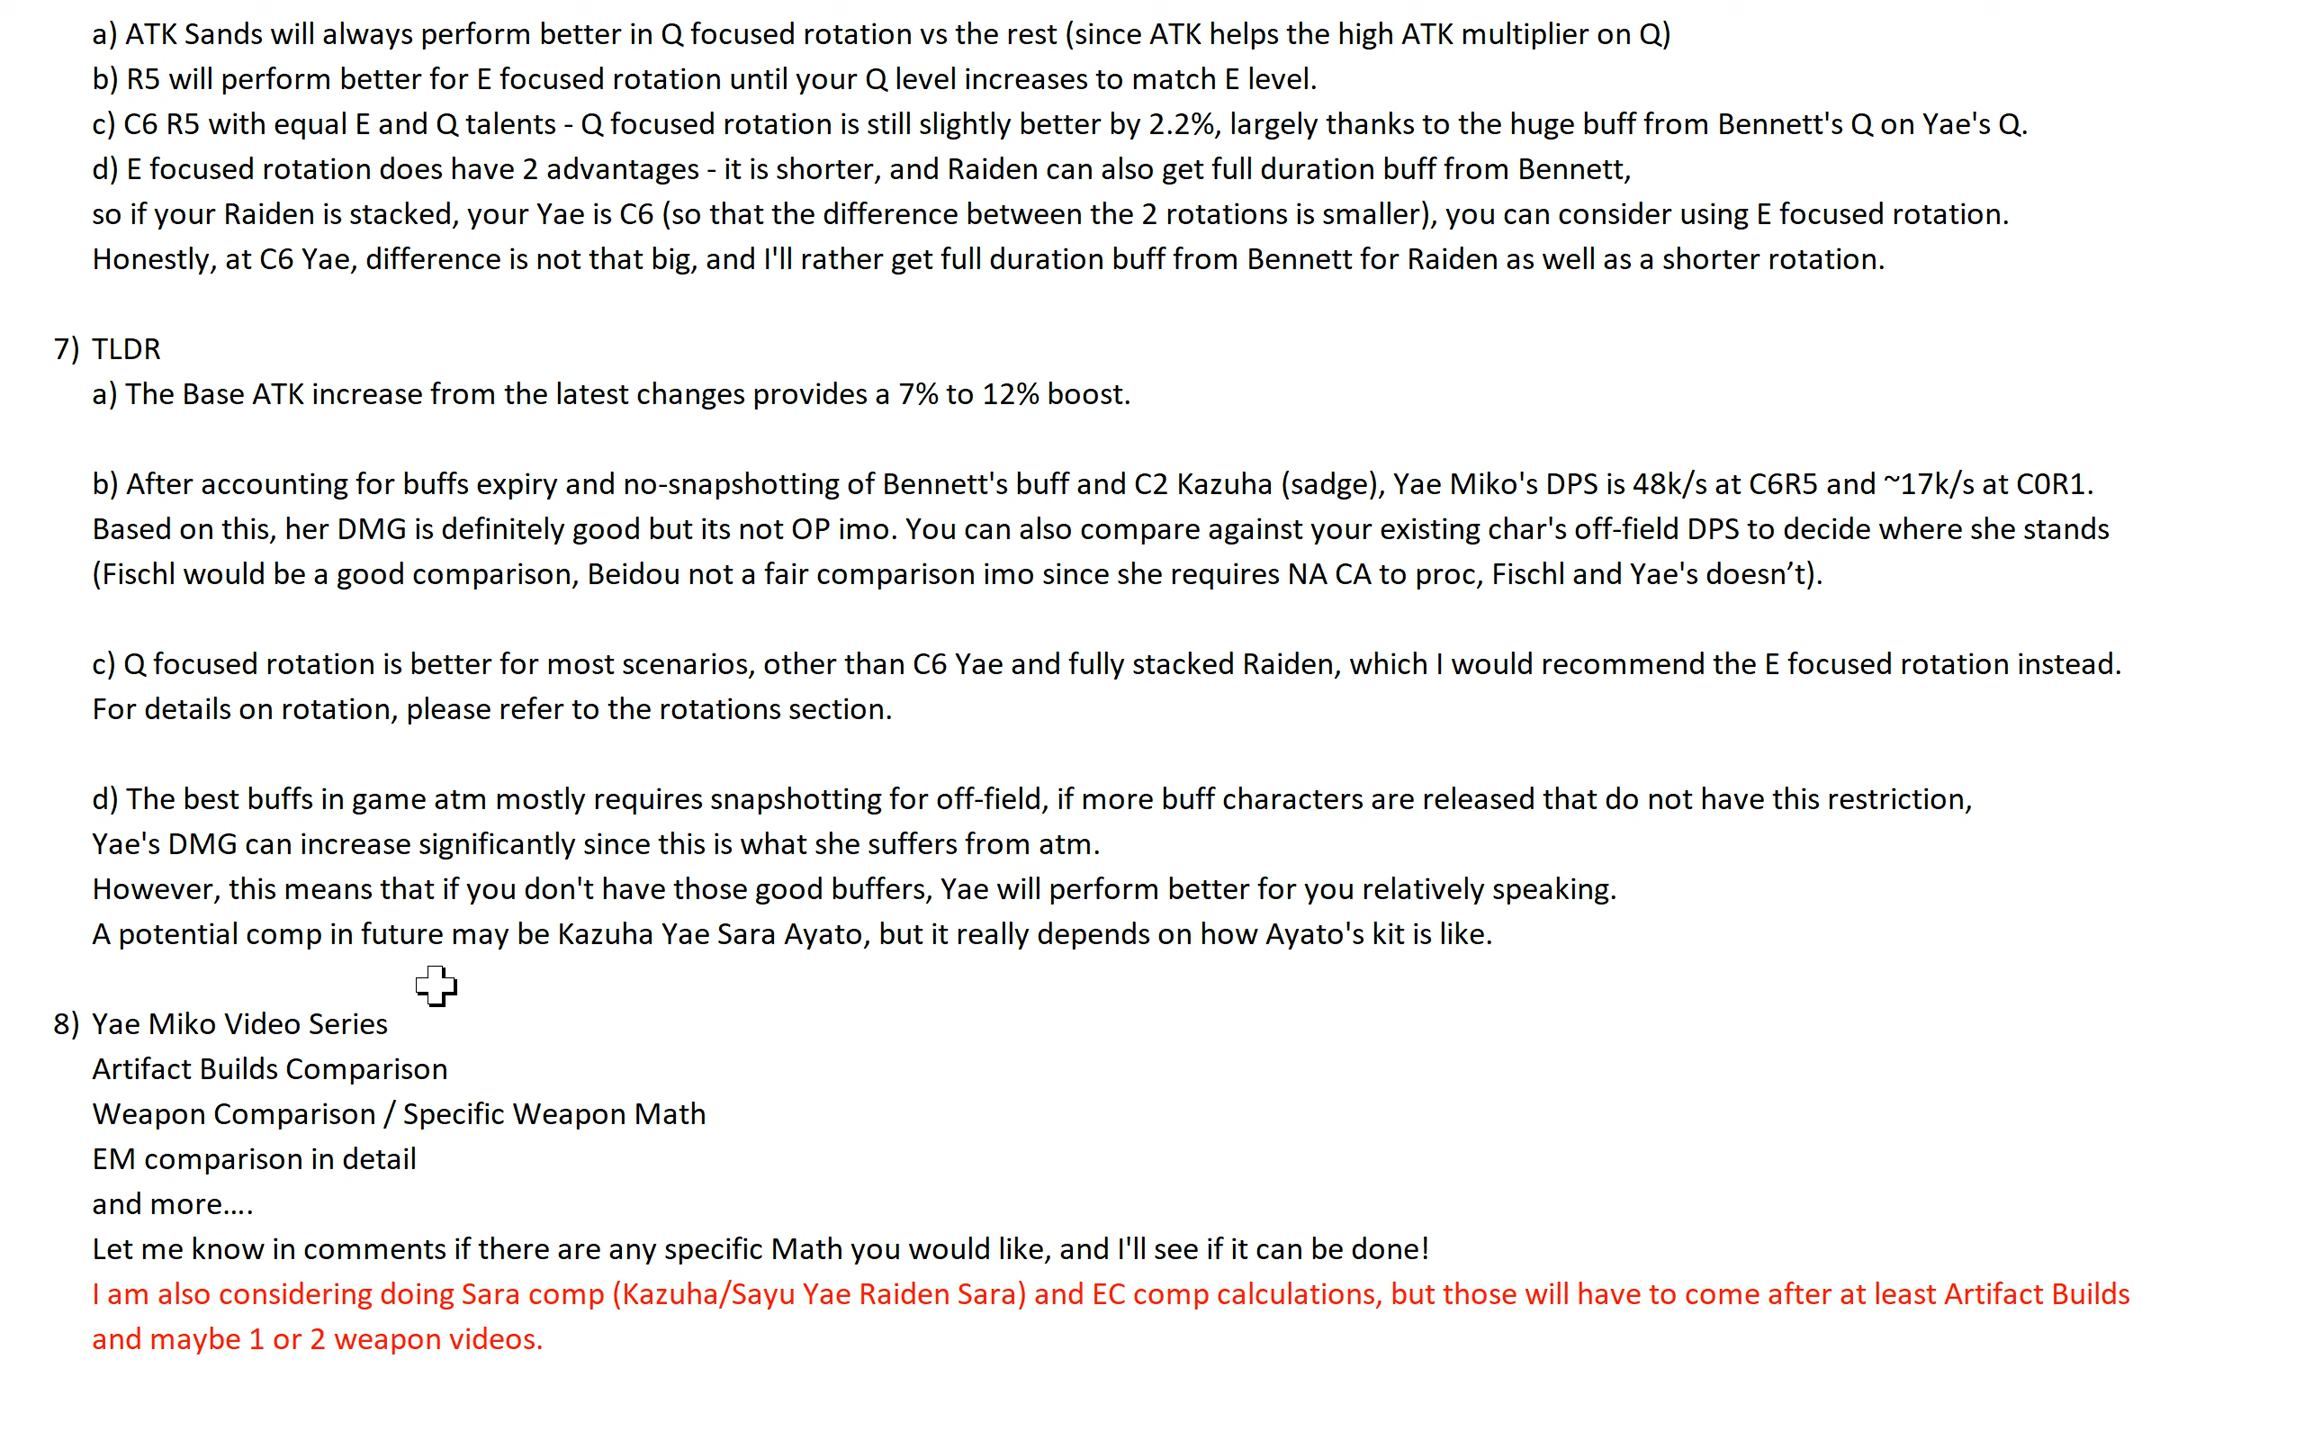 a) ATK Sands will always perform better in Q focused rotation vs the rest (since ATK helps the high ATK multiplier on Q)
b) R5 will perform better for E focused rotation until your Q level increases to match E level.
c) C6 R5 with equal E and Q talents - Q focused rotation is still slightly better by 2.2%, largely thanks to the huge buff from Bennett's Q on Yae's Q.
d) E focused rotation does have 2 advantages - it is shorter, and Raiden can also get full duration buff from Bennett,
so if your Raiden is stacked, your Yae is C6 (so that the difference between the 2 rotations is smaller), you can consider using E focused rotation.
Honestly, at C6 Yae, difference is not that big, and I'll rather get full duration buff from Bennett for Raiden as well as a shorter rotation.
7) TLDR
a) The Base ATK increase from the latest changes provides a 7% to 12% boost.
b) After accounting for buffs expiry and no-snapshotting of Bennett's buff and C2 Kazuha (sadge), Yae Miko's DPS is 48k/s at C6R5 and ~17k/s at C0R1.
Based on this, her DMG is definitely good but its not OP imo. You can also compare against your existing char's off-field DPS to decide where she stands
(Fischl would be a good comparison, Beidou not a fair comparison imo since she requires NA CA to proc, Fischl and Yae's doesn’t).
c) Q focused rotation is better for most scenarios, other than C6 Yae and fully stacked Raiden, which I would recommend the E focused rotation instead.
For details on rotation, please refer to the rotations section.
d) The best buffs in game atm mostly requires snapshotting for off-field, if more buff characters are released that do not have this restriction,
Yae's DMG can increase significantly since this is what she suffers from atm.
However, this means that if you don't have those good buffers, Yae will perform better for you relatively speaking.
A potential comp in future may be Kazuha Yae Sara Ayato, but it really depends on how Ayato's kit is like.
8) Yae Miko Video Series
Artifact Builds Comparison
Weapon Comparison / Specific Weapon Math
EM comparison in detail
and more....
Let me know in comments if there are any specific Math you would like, and I'll see if it can be done!
I am also considering doing Sara comp (Kazuha/Sayu Yae Raiden Sara) and EC comp calculations, but those will have to come after at least Artifact Builds
and maybe 1 or 2 weapon videos.